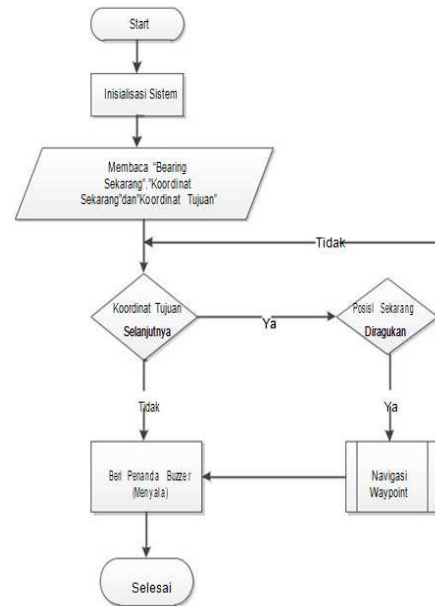 Start
Inisialisasi Sistem
Membaca "Bearing
Sekarang"."Koordinat
Sekarang"dan"Koordinat Tujuan"
Tidak
Koordinat Tujuan
Selanjutnya
Ya
Posisi Sekarang
Diragukan
Tidak
Ya
Beri Penanda Buzzer
(Menyala)
Navigasi
Waypoint
Selesai